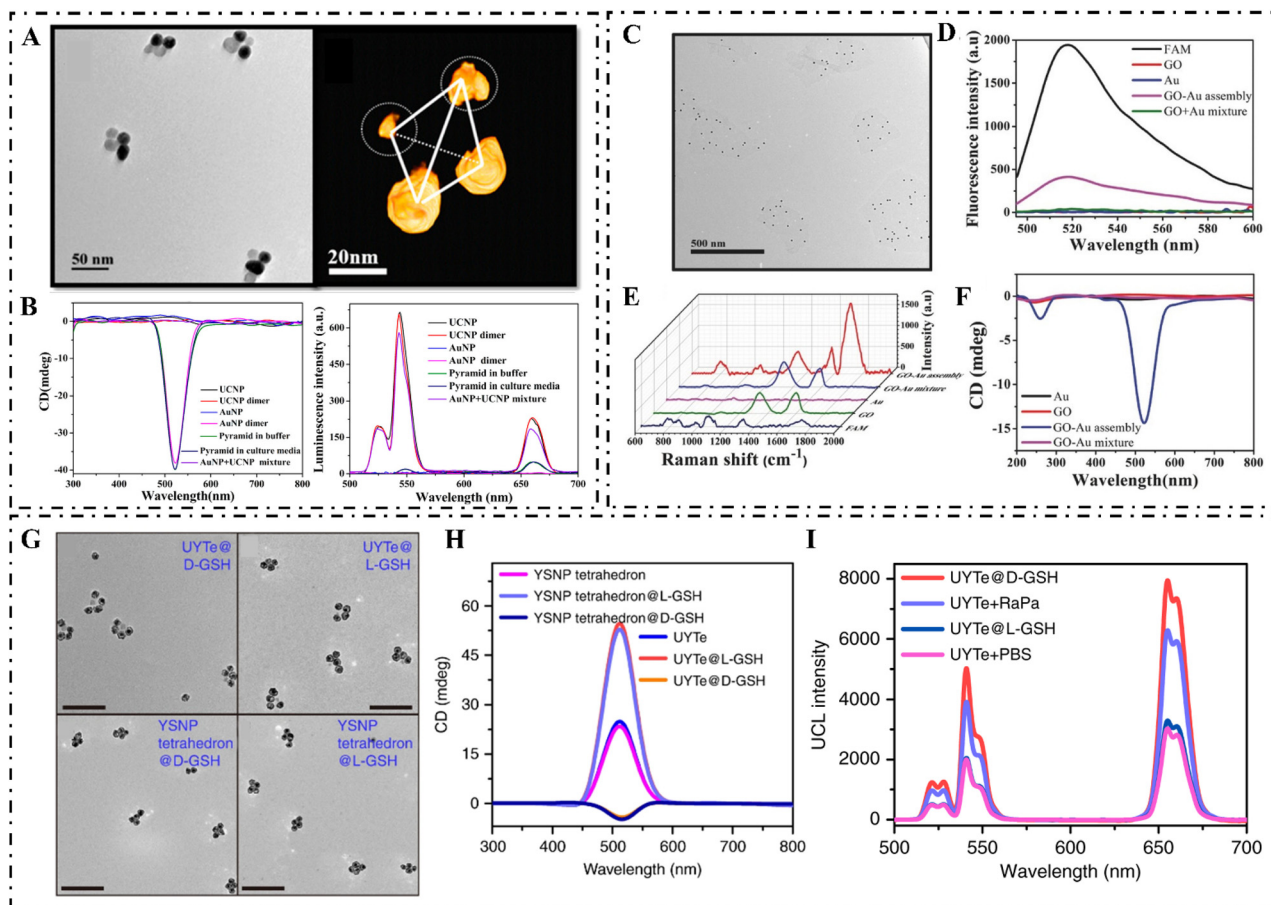 A
50 nm
20nm
B
CD(mdeg)
0
-10
-20
-30
-40
300
400
500
600
700
800
Wavelength(nm)
UCNP
UCNP dimer
AuNP
AuNP dimer
Pyramid in buffer
Pyramid in culture media
AuNP+UCNP mixture
Luminescence intensity (a.u.)
600
450
300
150
0
500
550
600
650
700
Wavelength(nm)
UCNP
UCNP dimer
AuNP
AuNP dimer
Pyramid in buffer
Pyramid in culture media
AuNP+UCNP mixture
C
500 nm
D
Fluorescence intensity (a.u)
2000
1500
1000
500
0
500
520
540
560
580
600
Wavelength (nm)
FAM
GO
Au
GO-Au assembly
GO+Au mixture
E
1500
1000
500
0
Intensity (a.u)
GO-Au assembly
GO-Au mixture
Au
GO
FAM
600
800
1000
1200
1400
1600
1800
2000
Raman shift (cm-1)
F
CD (mdeg)
0
-5
-10
-15
200
300
400
500
600
700
800
Wavelength (nm)
Au
GO
GO-Au assembly
GO-Au mixture
G
UYTe@
D-GSH
UYTe@
L-GSH
YSNP
tetrahedron
@D-GSH
YSNP
tetrahedron
@L-GSH
H
CD (mdeg)
60
45
30
15
0
300
400
500
600
700
800
Wavelength (nm)
YSNP tetrahedron
YSNP tetrahedron@L-GSH
YSNP tetrahedron@D-GSH
UYTe
UYTe@L-GSH
UYTe@D-GSH
I
UCL intensity
8000
6000
4000
2000
0
500
550
600
650
700
Wavelength (nm)
UYTe@D-GSH
UYTe+RaPa
UYTe@L-GSH
UYTe+PBS